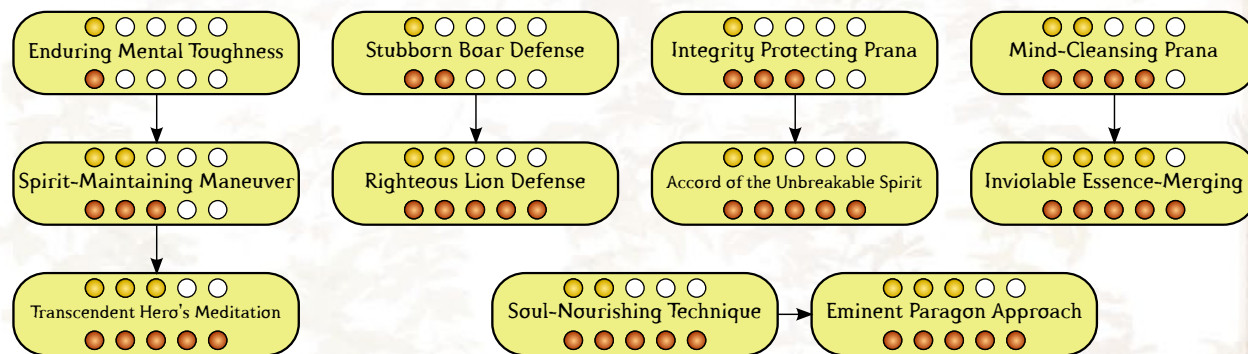 Enduring Mental Toughness
Stubborn Boar Defense
Integrity Protecting Prana
Mind-Cleansing Prana
Spirit-Maintaining Maneuver
Righteous Lion Defense
Accord of the Unbreakable Spirit
Inviolable Essence-Merging
Transcendent Hero's Meditation
Soul-Nourishing Technique
Eminent Paragon Approach